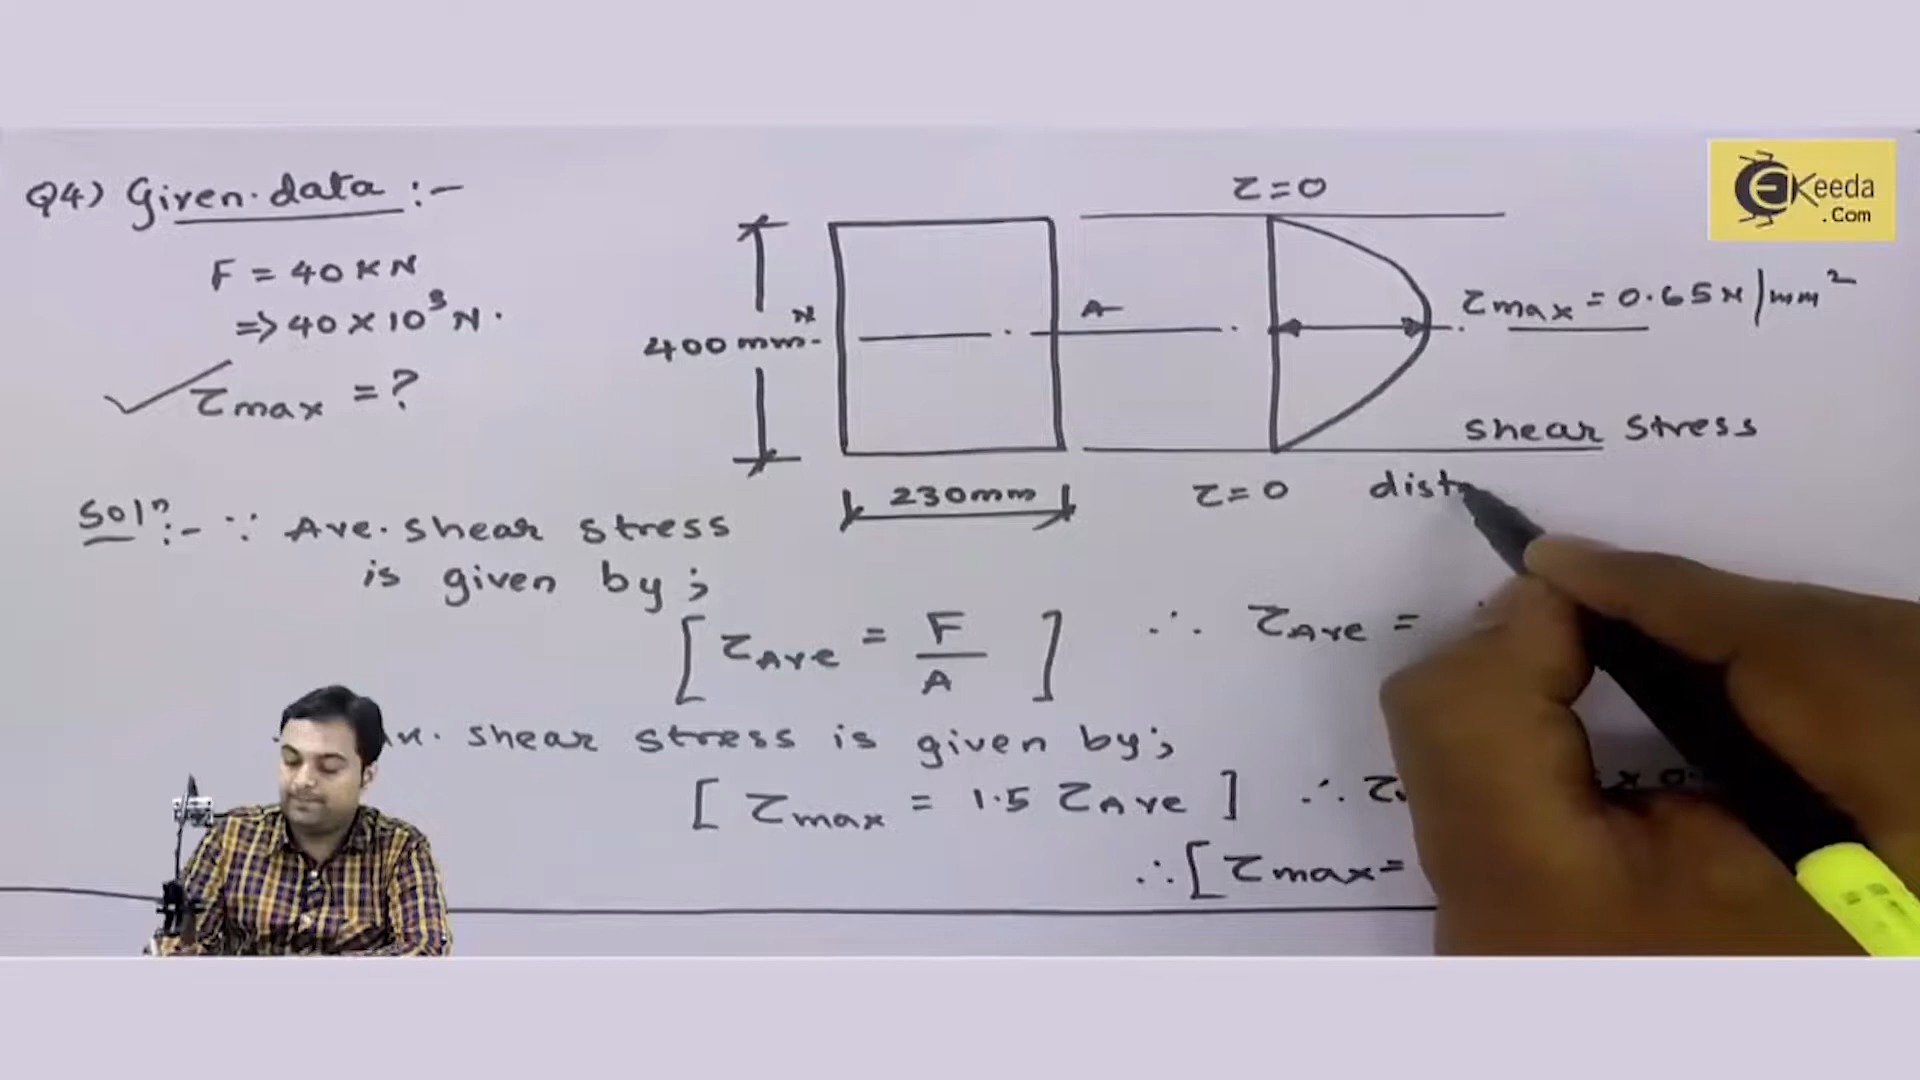 Q4) Given data :-
F = 40 KN
=> 40 x 10³ N.
τmax = ?
τ=0
EKeeda
.Com
N
A
400 mm.
230mm
τmax = 0.65 N/mm²
τ=0
shear stress
dist
Solⁿ :- ∵ Ave. shear stress
is given by;
[ τAve = F/A ] ∴ τAve =
shear stress is given by;
[ τmax = 1.5 τAve ] ∴ τ
∴ [ τmax =